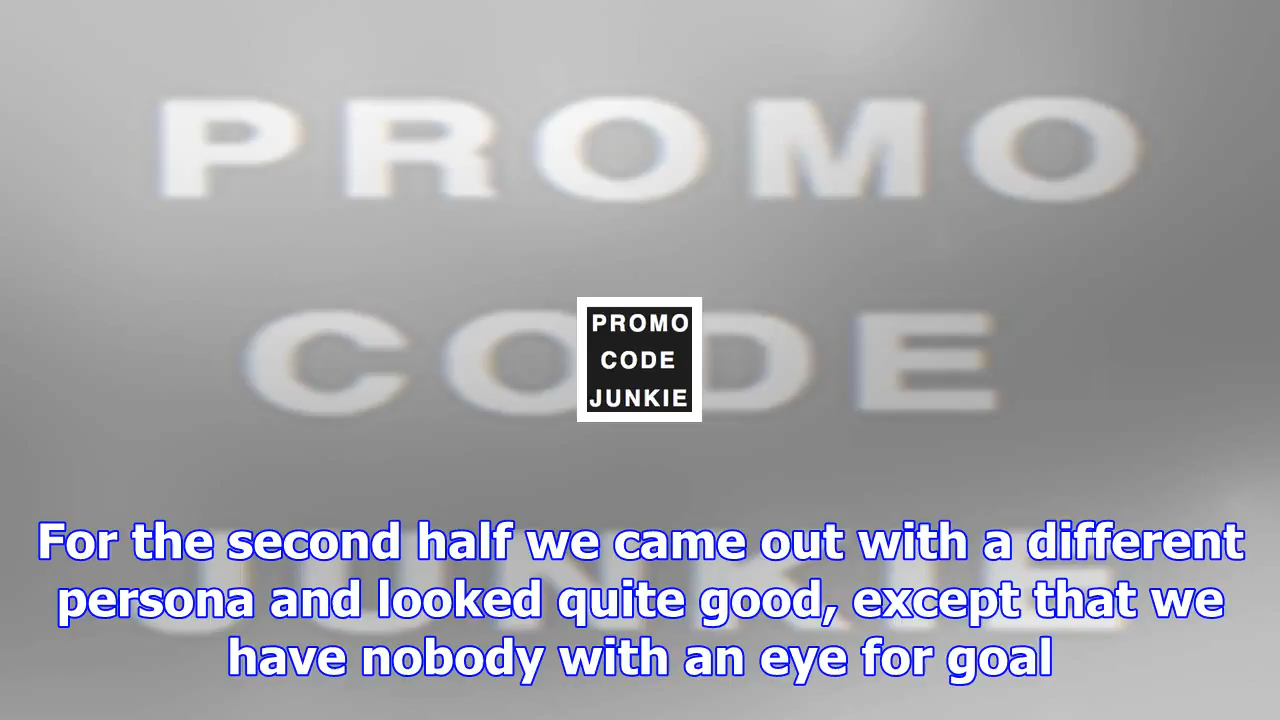 PROMO
CODE
JUNKIE
PROMO
CODE
JUNKIE
For the second half we came out with a different
persona and looked quite good, except that we
have nobody with an eye for goal